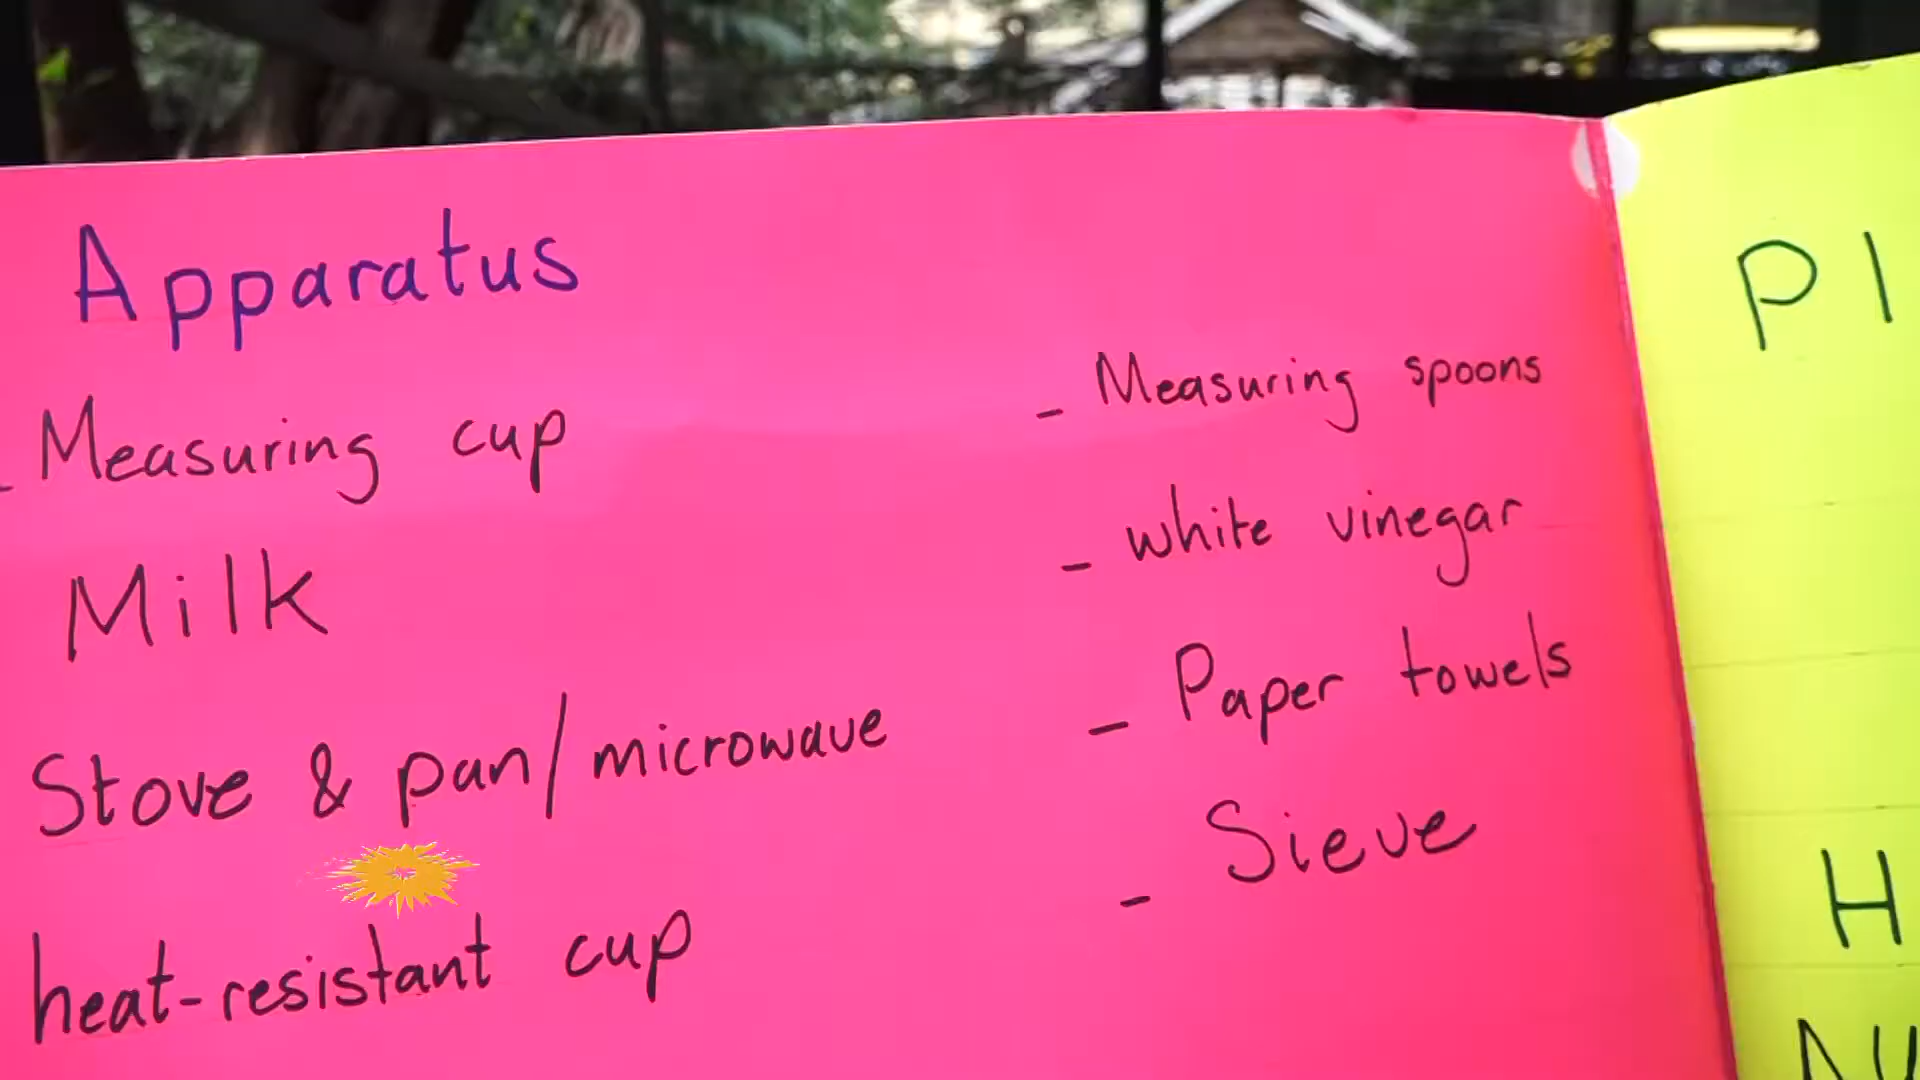 Apparatus
- Measuring cup
Milk
Stove & pan/microwave
heat-resistant cup
- Measuring spoons
- white vinegar
- Paper towels
- Sieve
Pl
H